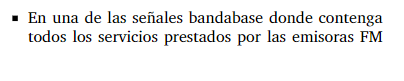 ▪ En una de las señales bandabase donde contenga
todos los servicios prestados por las emisoras FM